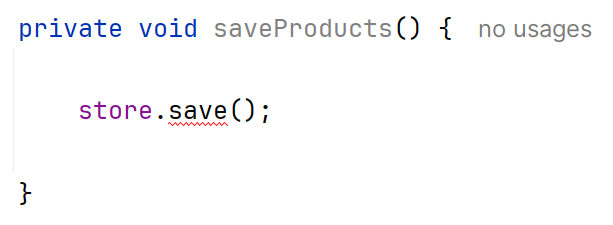 private void saveProducts() { no usages
store.save();
}